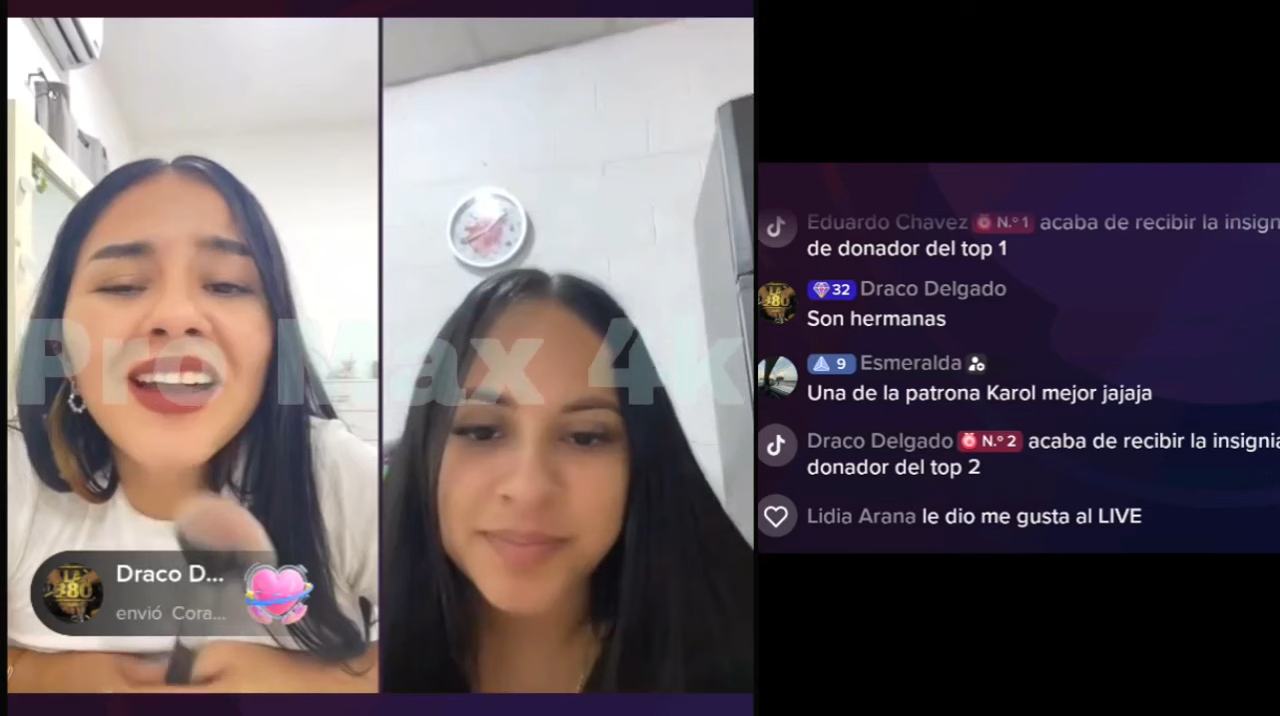 Pro Max 4k
Draco D...
envió Cora...
Eduardo Chavez N.º 1 acaba de recibir la insign
de donador del top 1
32 Draco Delgado
Son hermanas
9 Esmeralda
Una de la patrona Karol mejor jajaja
Draco Delgado N.º 2 acaba de recibir la insignia
donador del top 2
Lidia Arana le dio me gusta al LIVE